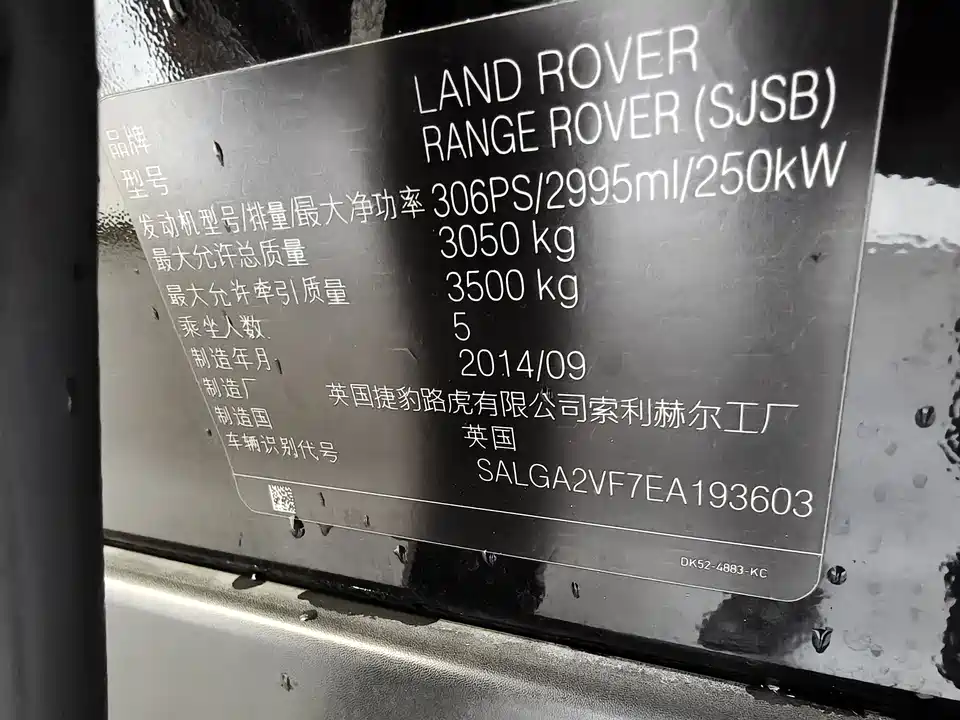 品牌 LAND ROVER
型号 RANGE ROVER (SJSB)
发动机型号/排量/最大净功率 306PS/2995ml/250kW
最大允许总质量 3050 kg
最大允许牵引质量 3500 kg
乘坐人数 5
制造年月 2014/09
制造厂 英国捷豹路虎有限公司索利赫尔工厂
制造国 英国
车辆识别代号 SALGA2VF7EA193603
DK52-4883-KC